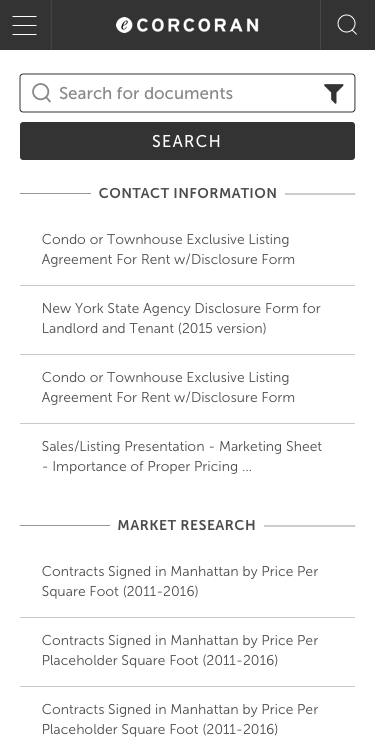 CORCORAN
Search for documents
SEARCH
CONTACT INFORMATION
Condo or Townhouse Exclusive Listing
Agreement For Rent w/Disclosure Form
New York State Agency Disclosure Form for
Landlord and Tenant (2015 version)
Condo or Townhouse Exclusive Listing
Agreement For Rent w/Disclosure Form
Sales/Listing Presentation - Marketing Sheet
- Importance of Proper Pricing ...
MARKET RESEARCH
Contracts Signed in Manhattan by Price Per
Square Foot (2011-2016)
Contracts Signed in Manhattan by Price Per
Placeholder Square Foot (2011-2016)
Contracts Signed in Manhattan by Price Per
Placeholder Square Foot (2011-2016)